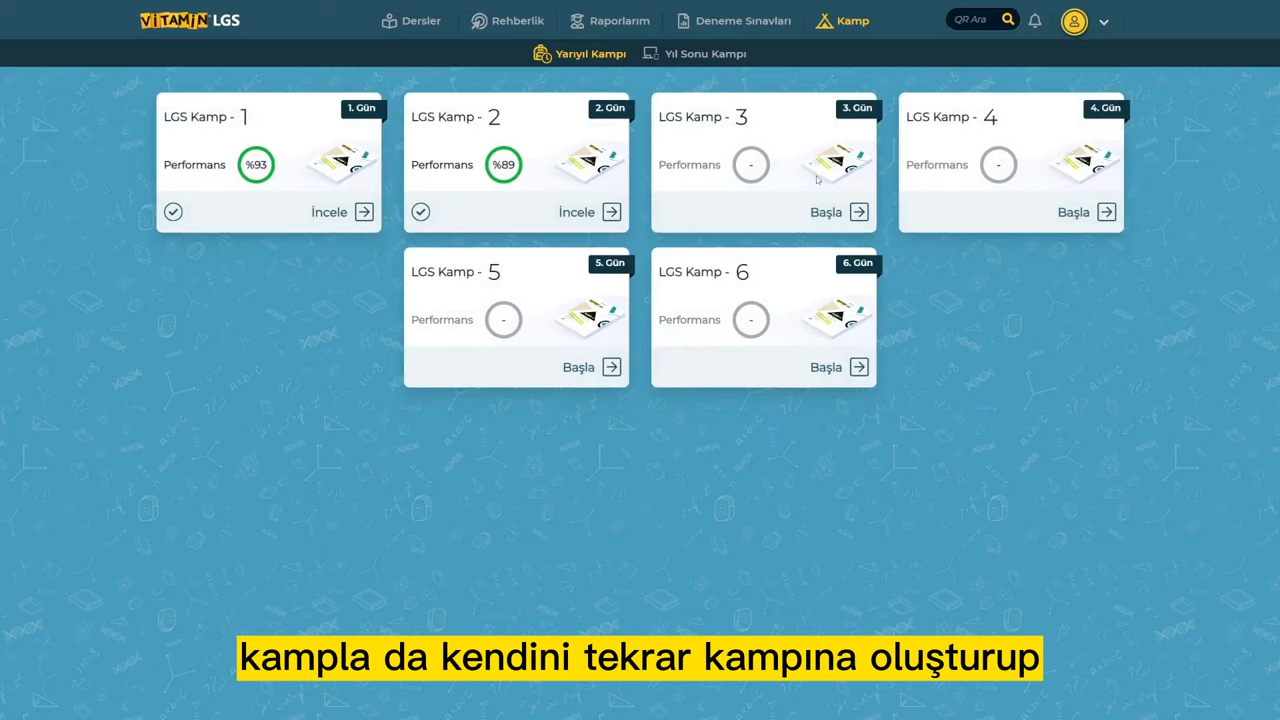 VİTAMİN LGS
Dersler
Rehberlik
Raporlarım
Deneme Sınavları
Kamp
QR Ara
Yarıyıl Kampı
Yıl Sonu Kampı
LGS Kamp - 1
1. Gün
Performans
%93
İncele
LGS Kamp - 2
2. Gün
Performans
%89
İncele
LGS Kamp - 3
3. Gün
Performans
-
Başla
LGS Kamp - 4
4. Gün
Performans
-
Başla
LGS Kamp - 5
5. Gün
Performans
-
Başla
LGS Kamp - 6
6. Gün
Performans
-
Başla
kampla da kendini tekrar kampına oluşturup